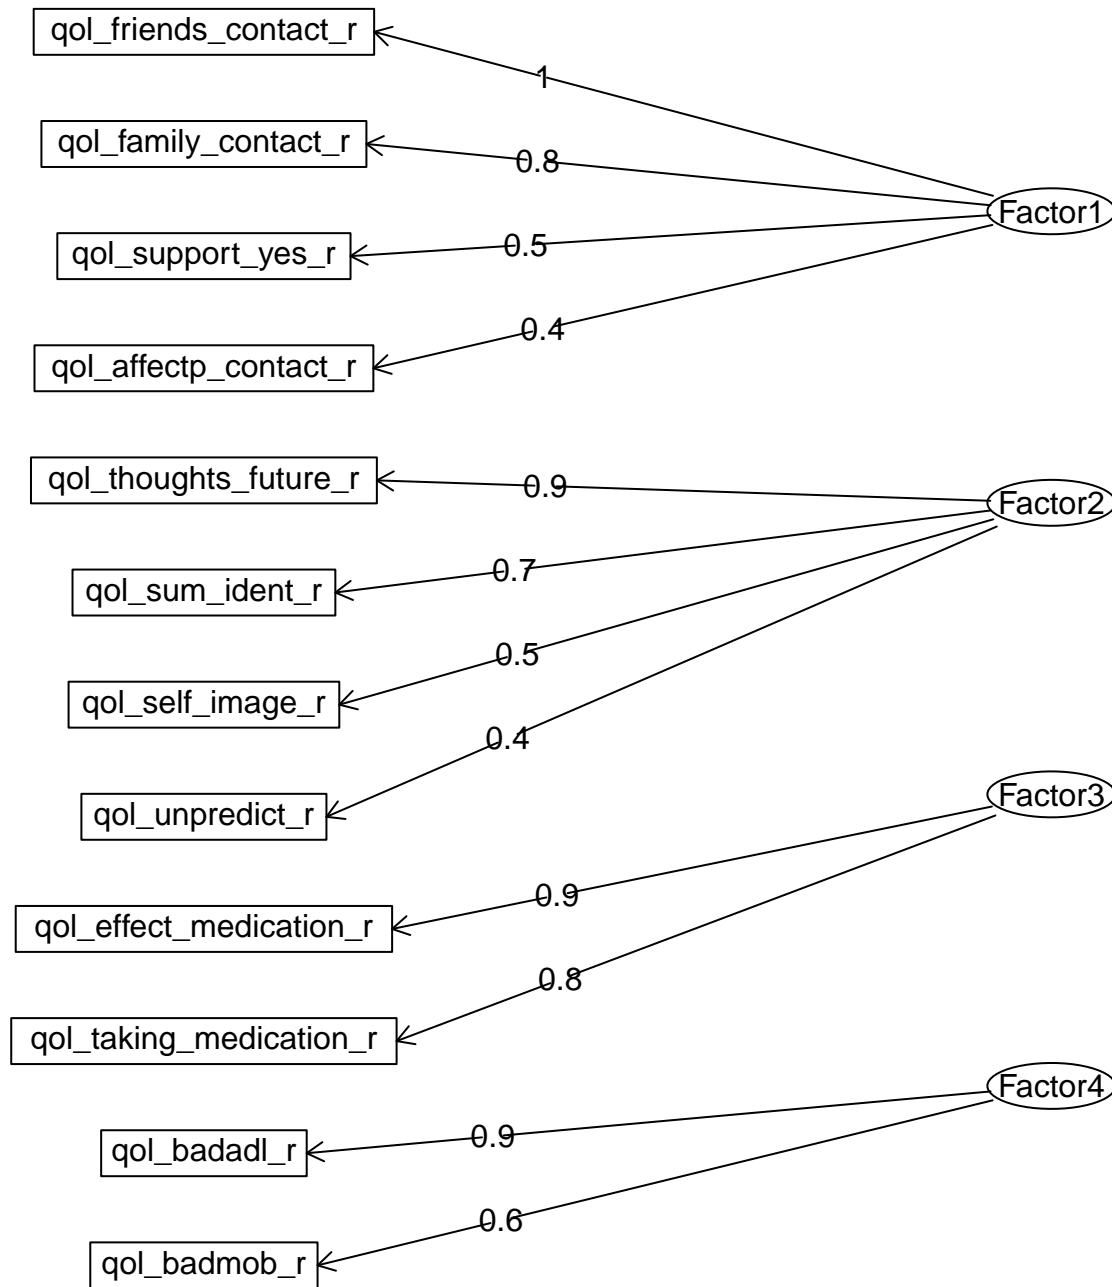 qol_friends_contact_r
1
qol_family_contact_r
0.8
Factor1
qol_support_yes_r
0.5
0.4
qol_affectp_contact_r
qol_thoughts_future_r
0.9
Factor2
qol_sum_ident_r
0.7
0.5
qol_self_image_r
0.4
qol_unpredict_r
Factor3
0.9
qol_effect_medication_r
0.8
qol_taking_medication_r
Factor4
qol_badadl_r
0.9
0.6
qol_badmob_r